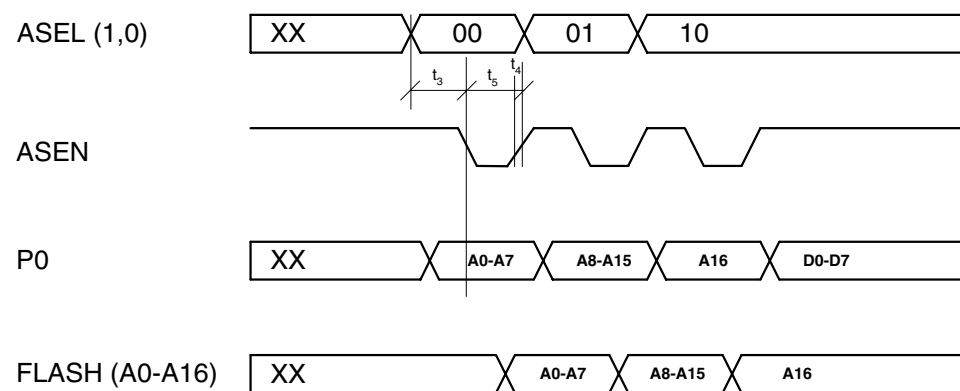 ASEL (1,0) XX 00 01 10
t3 t5 t4
ASEN
P0 XX A0-A7 A8-A15 A16 D0-D7
FLASH (A0-A16) XX A0-A7 A8-A15 A16